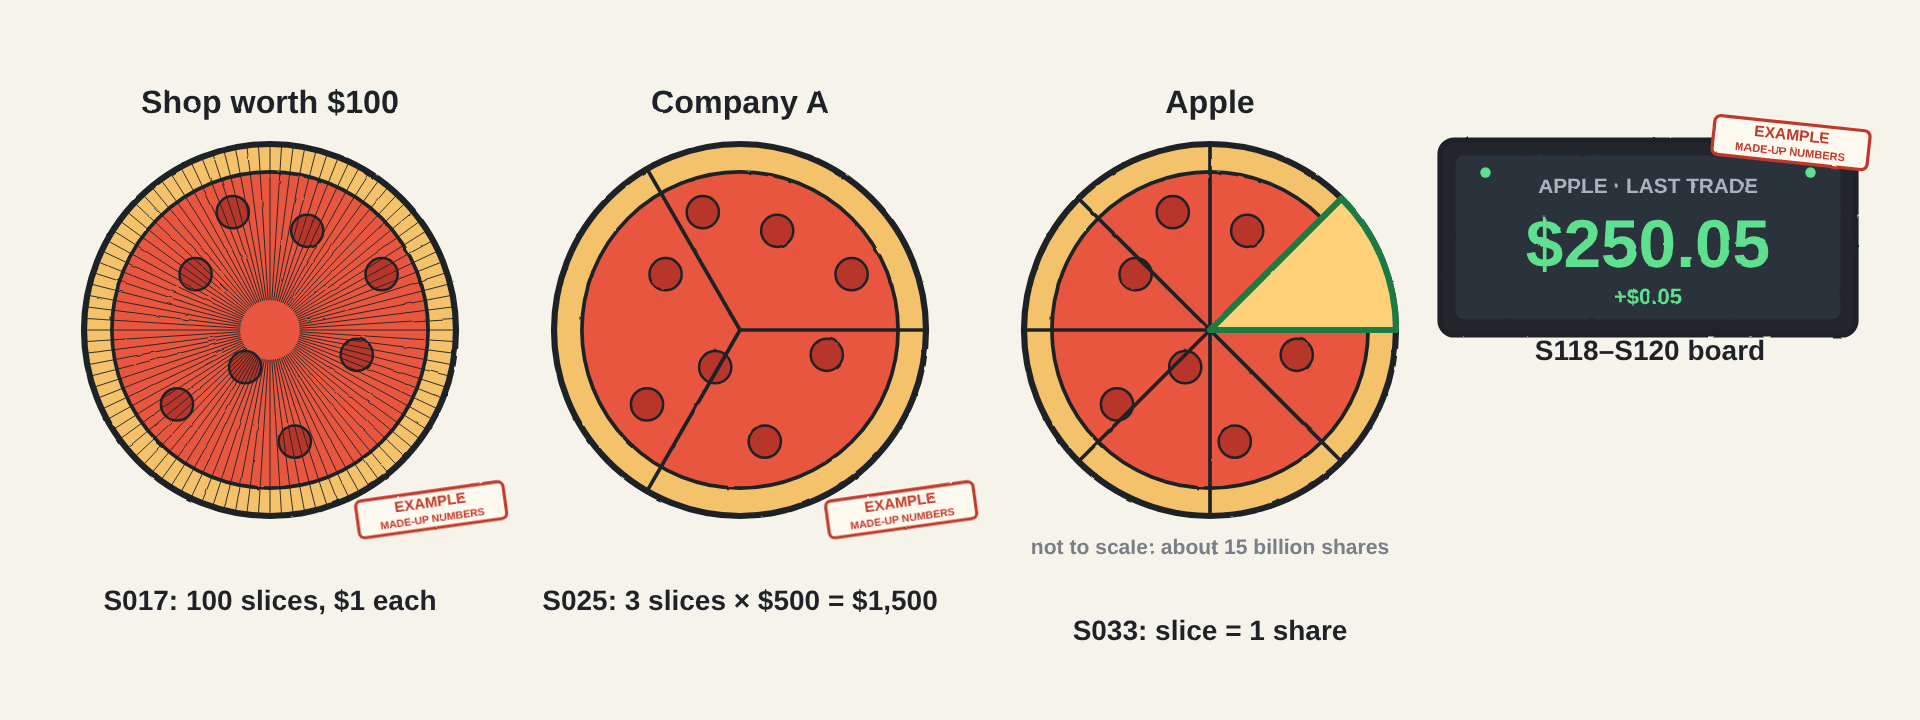 Shop worth $100
Company A
Apple
EXAMPLE
MADE-UP NUMBERS
APPLE · LAST TRADE
$250.05
+$0.05
S118–S120 board
EXAMPLE
MADE-UP NUMBERS
EXAMPLE
MADE-UP NUMBERS
not to scale: about 15 billion shares
S017: 100 slices, $1 each
S025: 3 slices × $500 = $1,500
S033: slice = 1 share